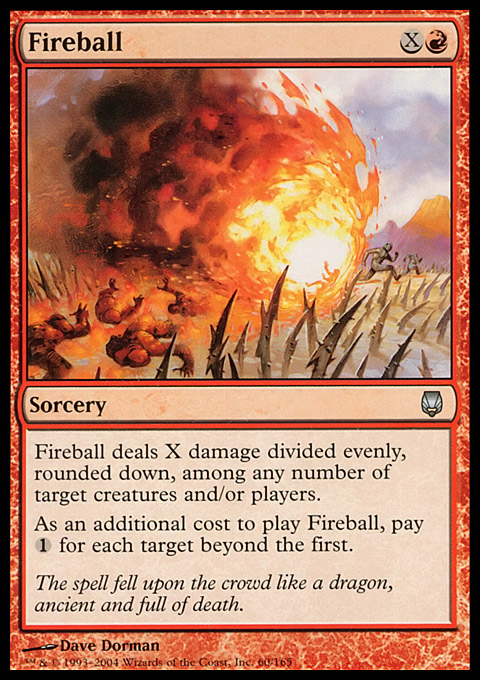 Fireball X
Sorcery
Fireball deals X damage divided evenly,
rounded down, among any number of
target creatures and/or players.
As an additional cost to play Fireball, pay
1 for each target beyond the first.
The spell fell upon the crowd like a dragon,
ancient and full of death.
Dave Dorman
™ & © 1993–2004 Wizards of the Coast, Inc. 60/165